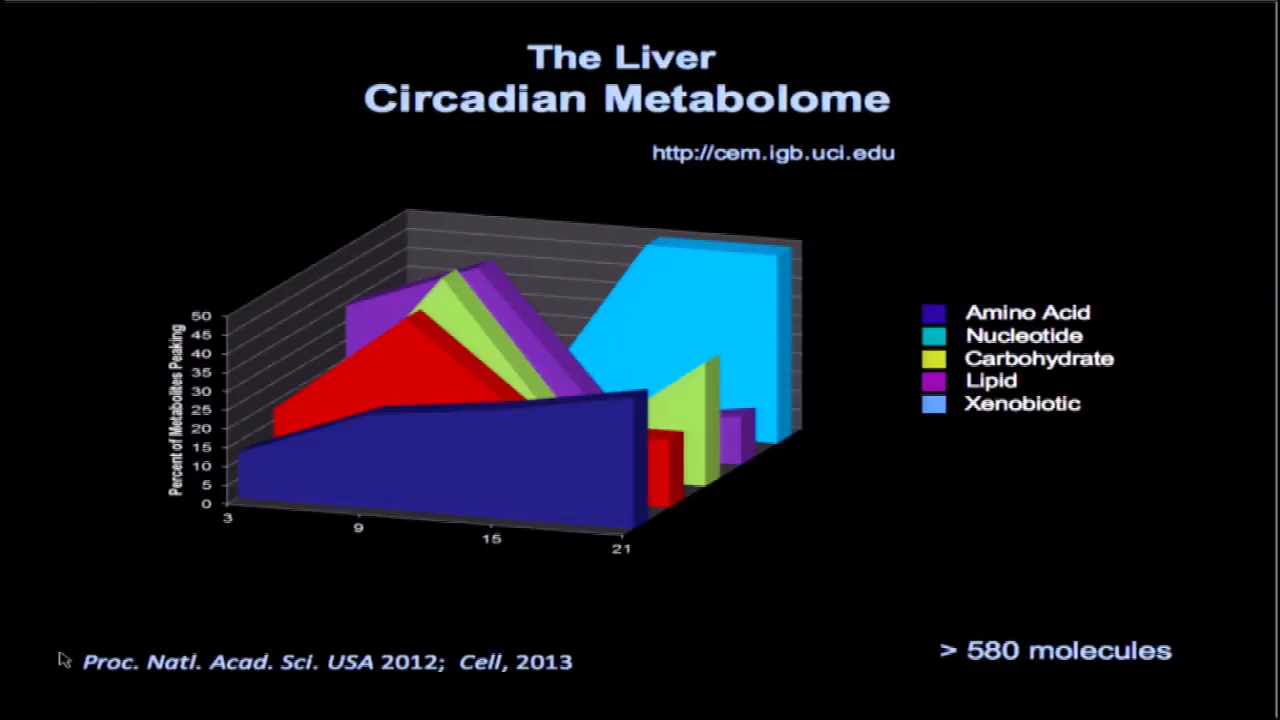 The Liver
Circadian Metabolome
http://cem.igb.uci.edu
Percent of Metabolites Peaking
50
45
40
35
30
25
20
15
10
5
0
3
9
15
21
Amino Acid
Nucleotide
Carbohydrate
Lipid
Xenobiotic
> 580 molecules
Proc. Natl. Acad. Sci. USA 2012; Cell, 2013